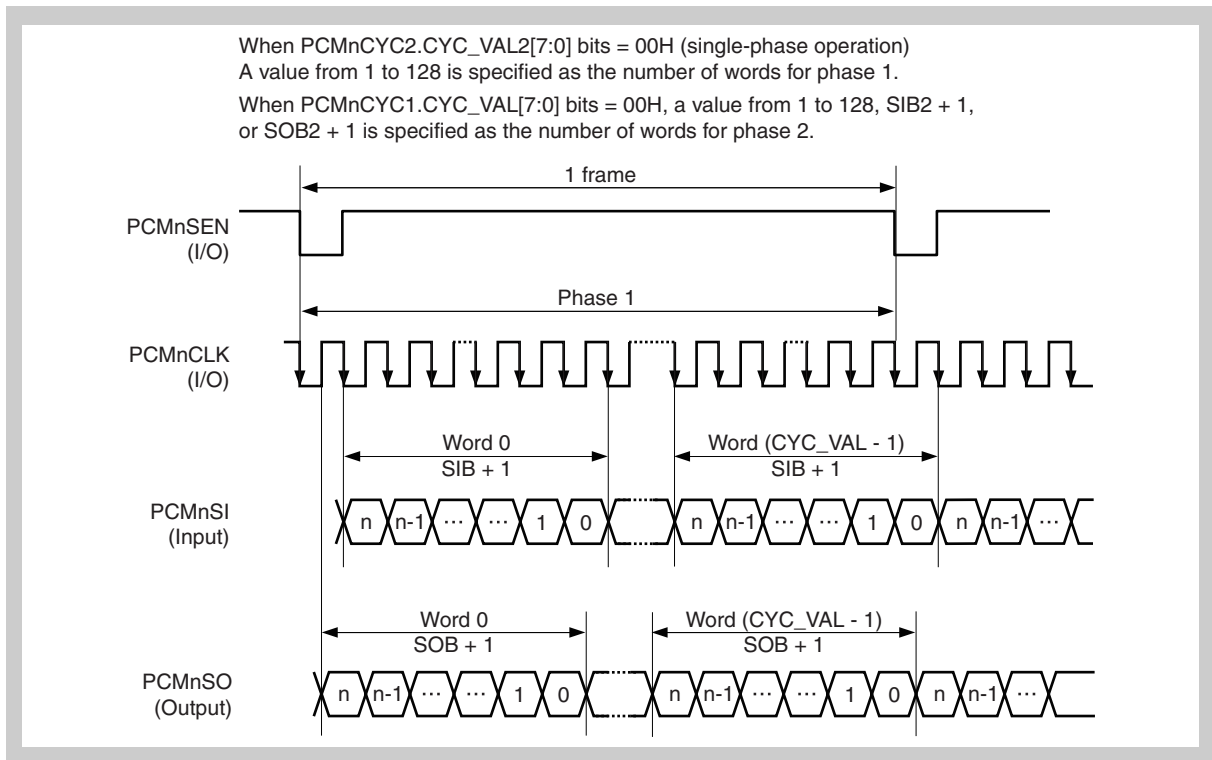 When PCMnCYC2.CYC_VAL2[7:0] bits = 00H (single-phase operation)
A value from 1 to 128 is specified as the number of words for phase 1.
When PCMnCYC1.CYC_VAL[7:0] bits = 00H, a value from 1 to 128, SIB2 + 1,
or SOB2 + 1 is specified as the number of words for phase 2.
1 frame
PCMnSEN
(I/O)
Phase 1
PCMnCLK
(I/O)
Word 0
SIB + 1
Word (CYC_VAL - 1)
SIB + 1
PCMnSI
(Input)
n n-1 ··· ··· 1 0 n n-1 ··· ··· 1 0 n n-1 ···
Word 0
SOB + 1
Word (CYC_VAL - 1)
SOB + 1
PCMnSO
(Output)
n n-1 ··· ··· 1 0 n n-1 ··· ··· 1 0 n n-1 ···